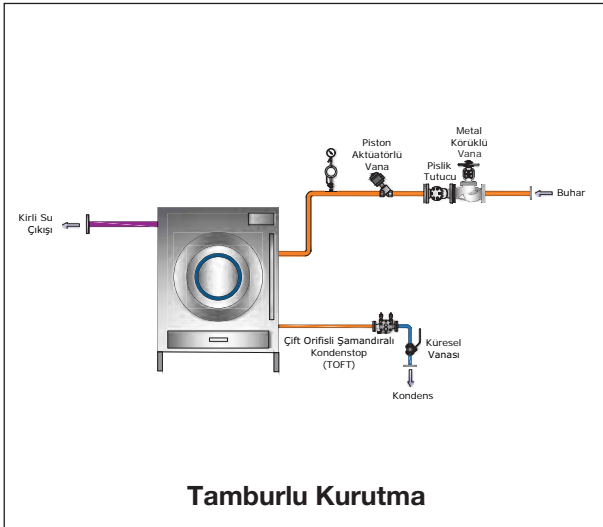 Metal
Körüklü
Vana
Piston
Aktüatörlü
Vana
Pislik
Tutucu
Buhar
Kirli Su
Çıkışı
Çift Orifisli Şamandıralı
Kondenstop
(TOFT)
Küresel
Vanası
Kondens
Tamburlu Kurutma